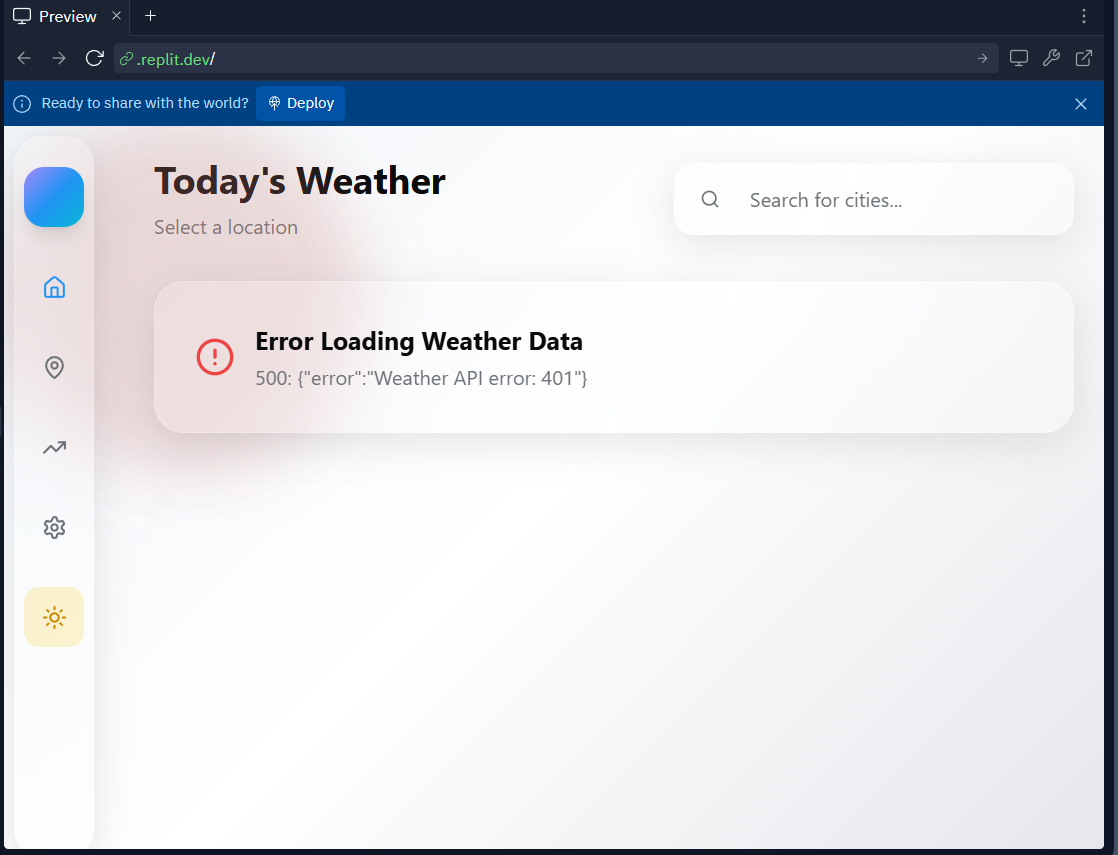 Preview
.replit.dev/
Ready to share with the world? Deploy
Today's Weather
Select a location
Search for cities...
Error Loading Weather Data
500: {"error":"Weather API error: 401"}